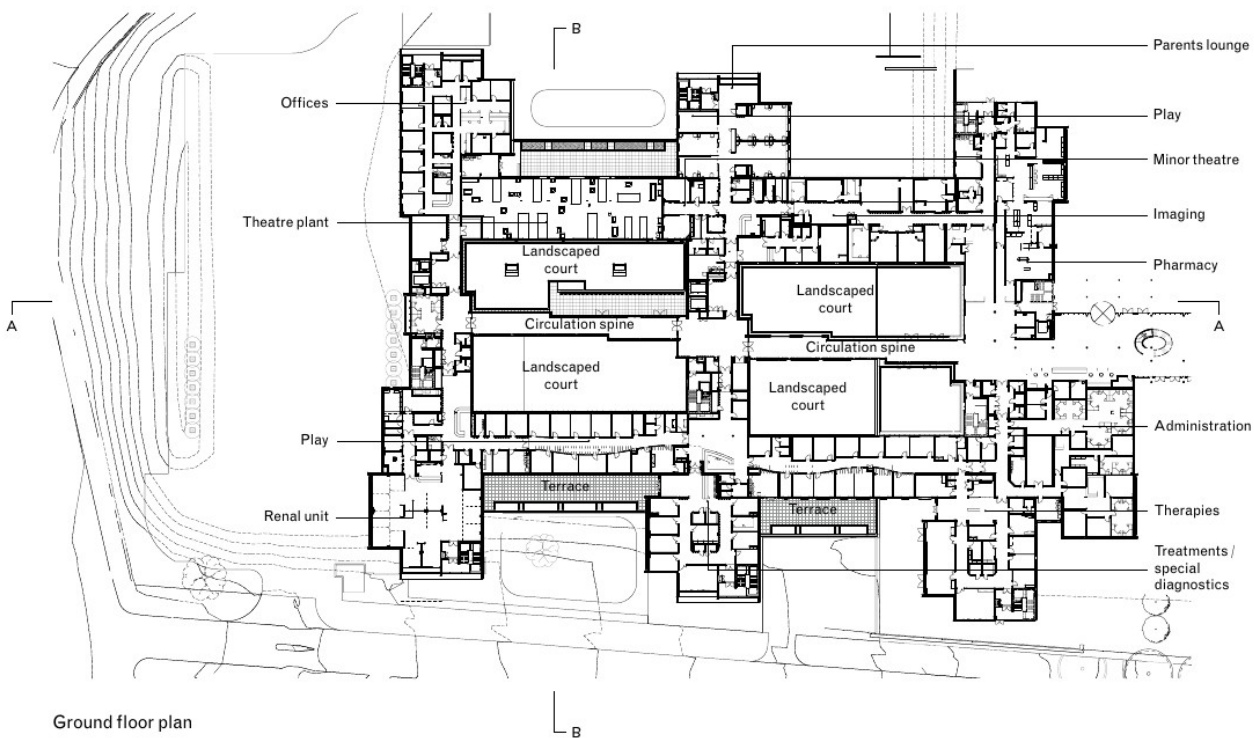 B
Parents lounge
Offices
Play
Minor theatre
Theatre plant
Imaging
Landscaped
court
Pharmacy
Landscaped
court
A
A
Circulation spine
Circulation spine
Landscaped
court
Landscaped
court
Play
Administration
Terrace
Renal unit
Terrace
Therapies
Treatments /
special
diagnostics
Ground floor plan
B